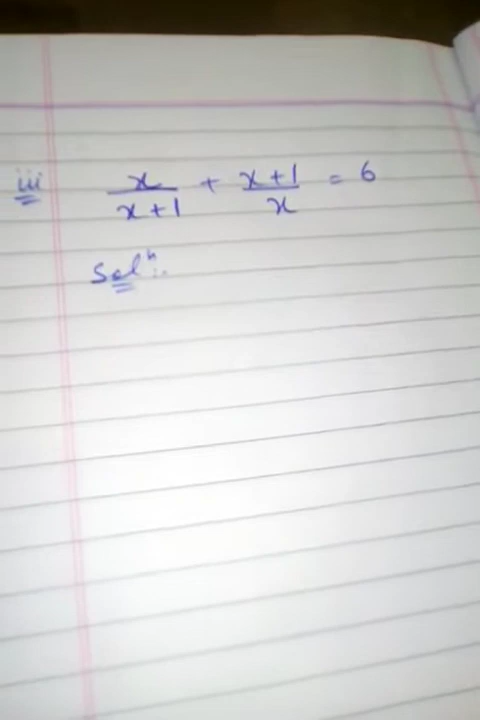 iii x/(x+1) + (x+1)/x = 6
Solⁿ:.